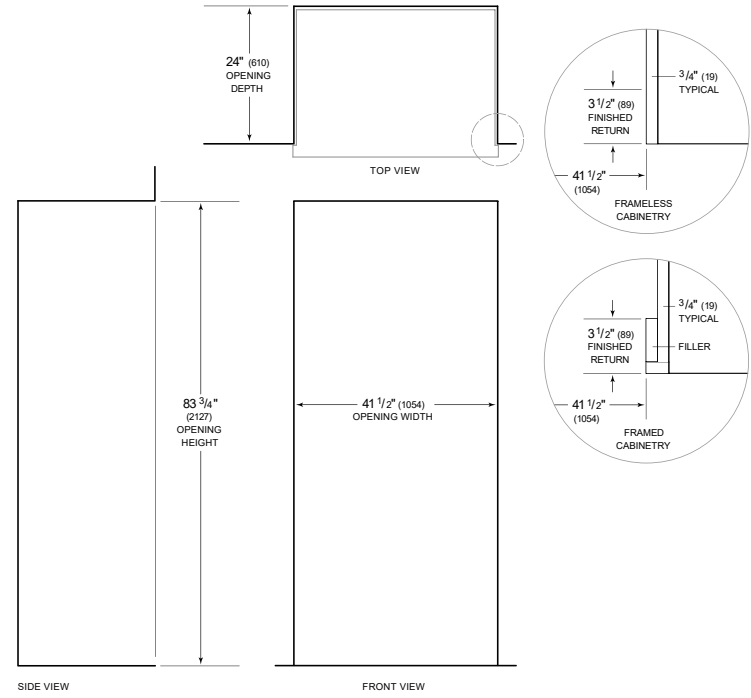 24" (610)
OPENING
DEPTH
TOP VIEW
3/4" (19)
TYPICAL
3 1/2" (89)
FINISHED
RETURN
41 1/2"
(1054)
FRAMELESS
CABINETRY
3/4" (19)
TYPICAL
3 1/2" (89)
FINISHED
RETURN
FILLER
41 1/2"
(1054)
FRAMED
CABINETRY
83 3/4"
(2127)
OPENING
HEIGHT
41 1/2" (1054)
OPENING WIDTH
SIDE VIEW
FRONT VIEW